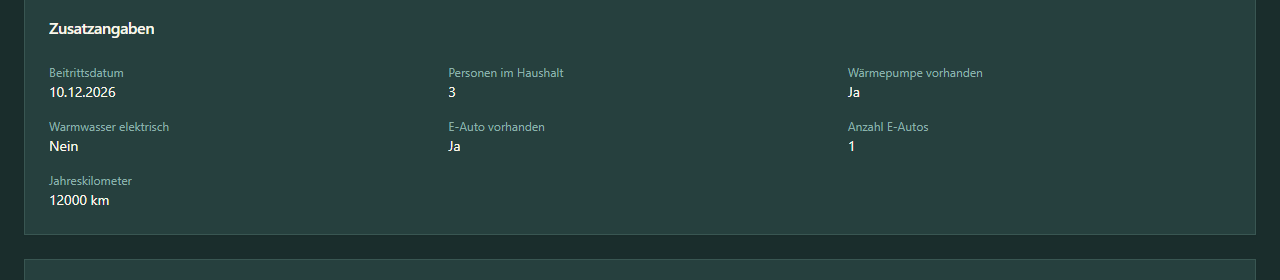 Zusatzangaben
Beitrittsdatum
10.12.2026
Personen im Haushalt
3
Wärmepumpe vorhanden
Ja
Warmwasser elektrisch
Nein
E-Auto vorhanden
Ja
Anzahl E-Autos
1
Jahreskilometer
12000 km